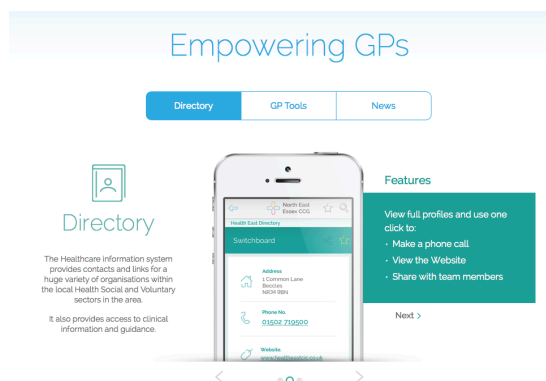 Empowering GPs
Directory
GP Tools
News
Directory
The Healthcare information system
provides contacts and links for a
huge variety of organisations within
the local Health Social and Voluntary
sectors in the area.
It also provides access to clinical
information and guidance.
North East
Essex CCG
Health East Directory
Switchboard
Address
1 Common Lane
Beccles
NR34 9BN
Phone No.
01502 719500
Website
www.healtheastcic.co.uk
Features
View full profiles and use one
click to:
· Make a phone call
· View the Website
· Share with team members
Next >